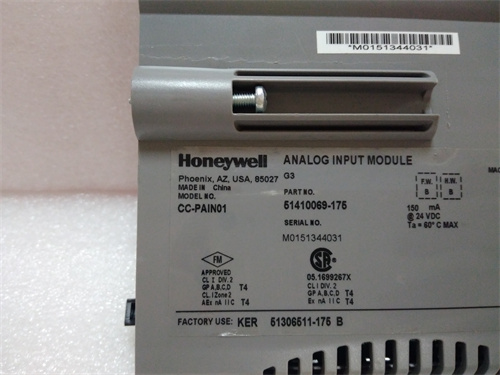 *M0151344031*
Honeywell
ANALOG INPUT MODULE
Phoenix, AZ, USA, 85027
G3
MADE IN China
MODEL NO.
PART NO.
CC-PAIN01
51410069-175
SERIAL NO.
M0151344031
F.W.
B
H.W.
B
150 mA
@ 24 VDC
Ta = 60° C MAX
FM
APPROVED
CL I DIV. 2
GP A,B,C,D T4
CL I Zone 2
AEx nA II C T4
SA
05.1699267X
CL I DIV. 2
GP A,B,C,D T4
Ex nA II C T4
FACTORY USE: KER 51306511-175 B